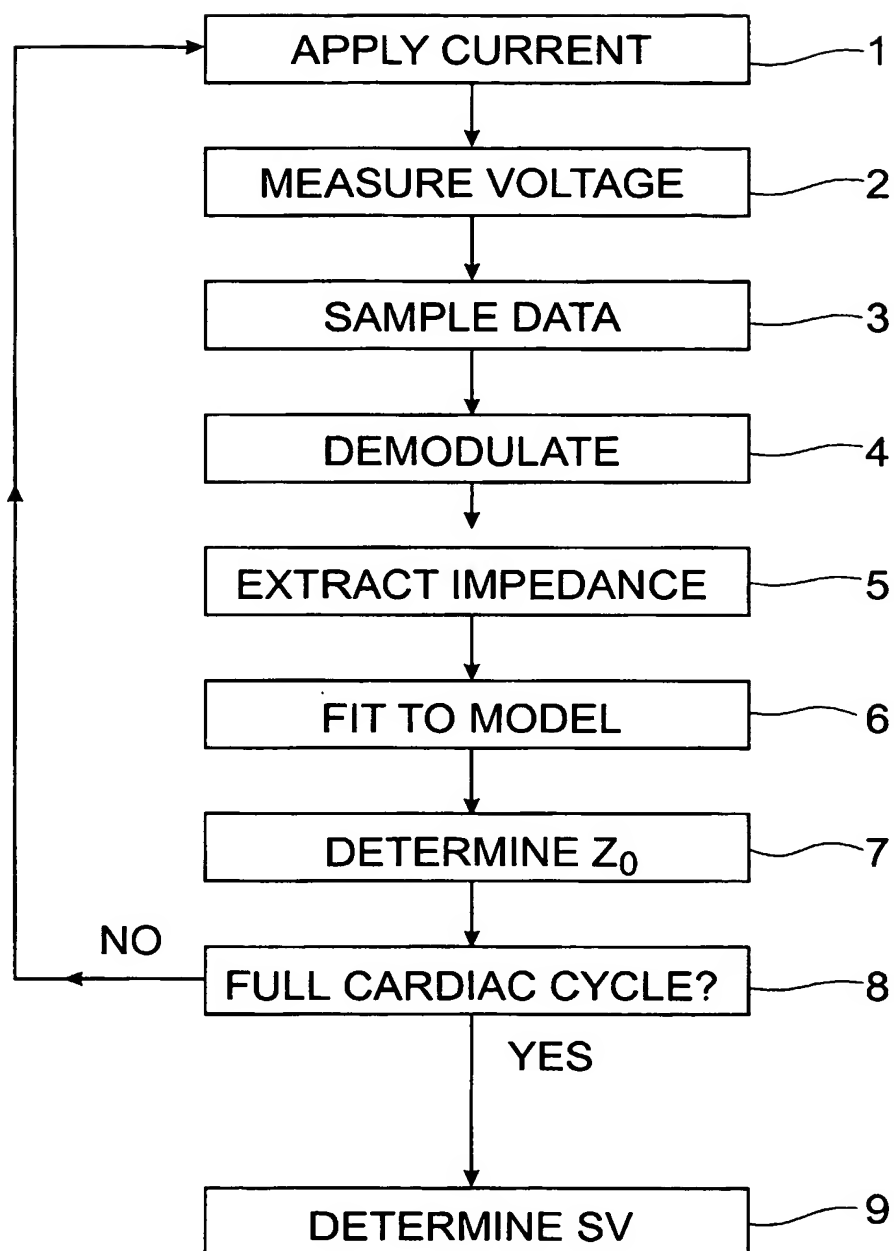 APPLY CURRENT 1
MEASURE VOLTAGE 2
SAMPLE DATA 3
DEMODULATE 4
EXTRACT IMPEDANCE 5
FIT TO MODEL 6
DETERMINE Z₀ 7
NO
FULL CARDIAC CYCLE? 8
YES
DETERMINE SV 9